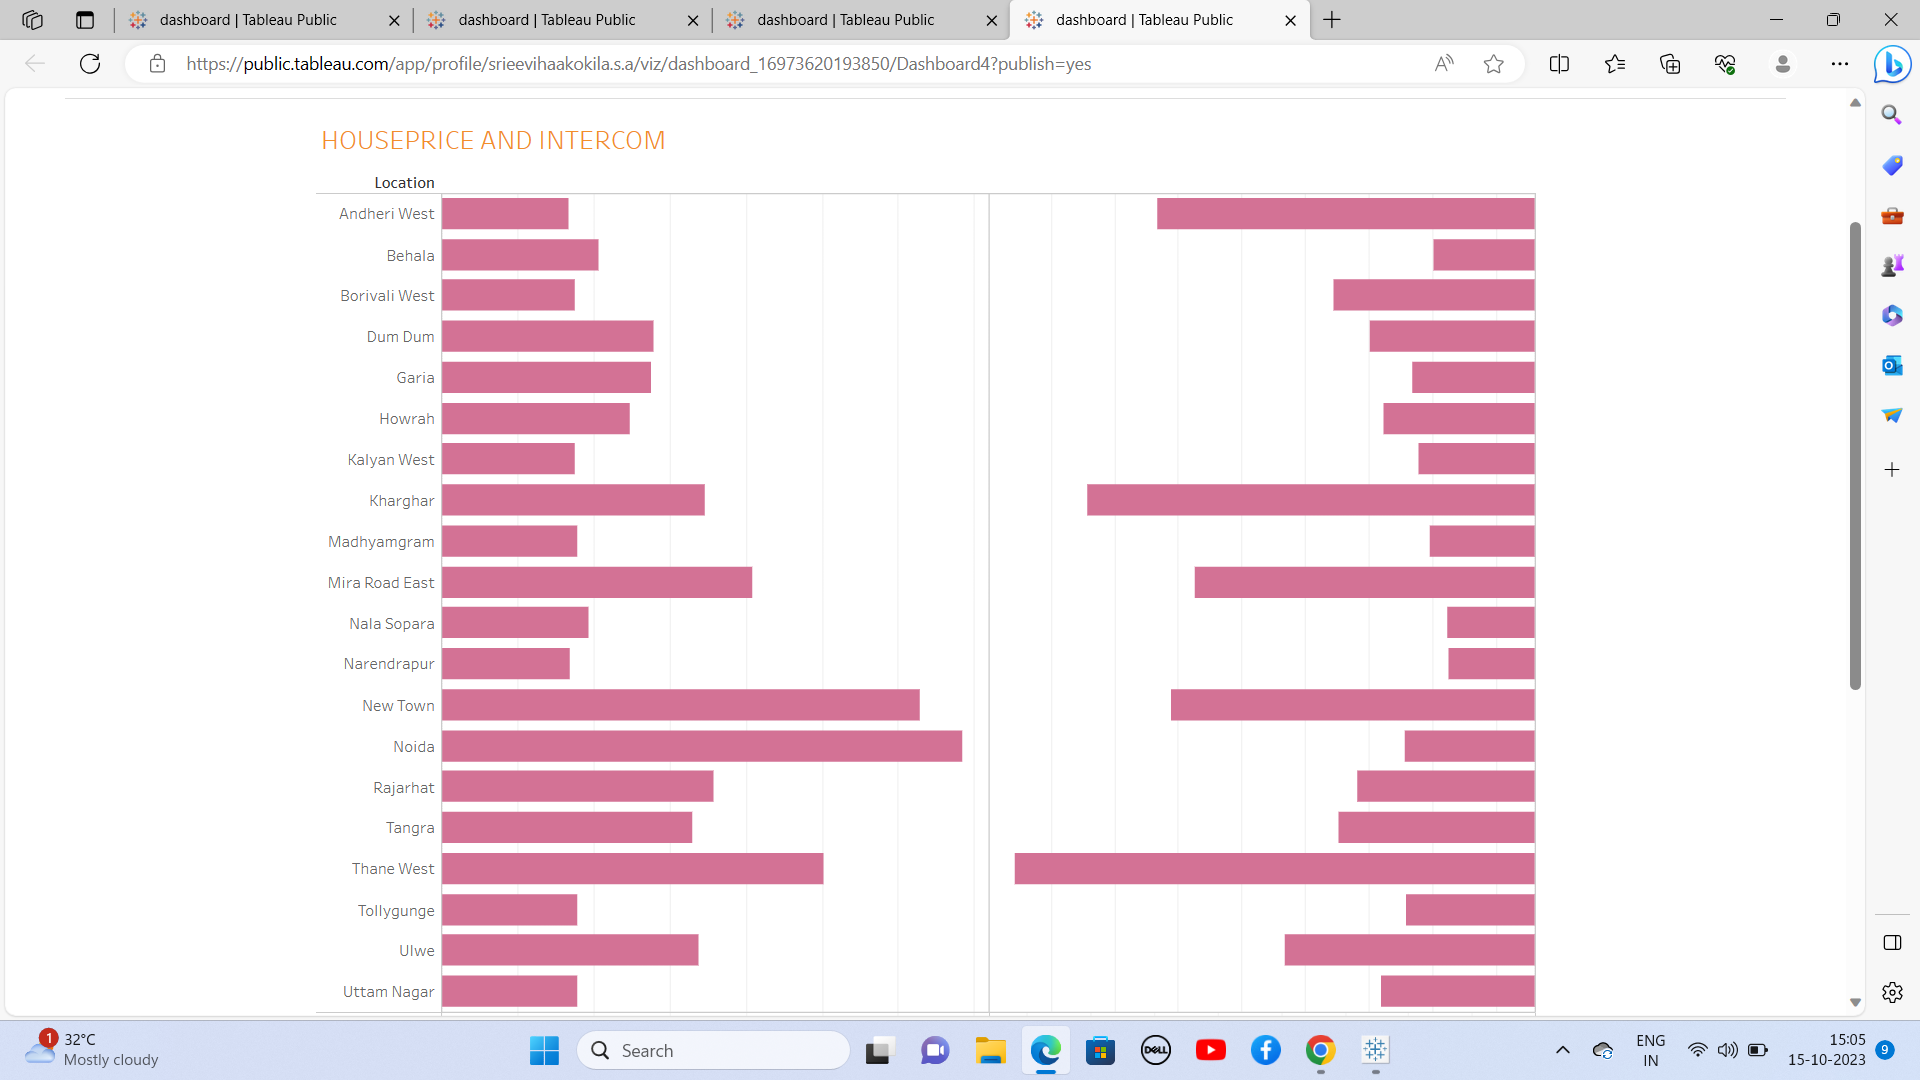 dashboard | Tableau Public
dashboard | Tableau Public
dashboard | Tableau Public
dashboard | Tableau Public
https://public.tableau.com/app/profile/srieevihaakokila.s.a/viz/dashboard_16973620193850/Dashboard4?publish=yes
HOUSEPRICE AND INTERCOM
Location
Andheri West
Behala
Borivali West
Dum Dum
Garia
Howrah
Kalyan West
Kharghar
Madhyamgram
Mira Road East
Nala Sopara
Narendrapur
New Town
Noida
Rajarhat
Tangra
Thane West
Tollygunge
Ulwe
Uttam Nagar
1
32°C
Mostly cloudy
Search
DELL
ENG
IN
15:05
15-10-2023
9